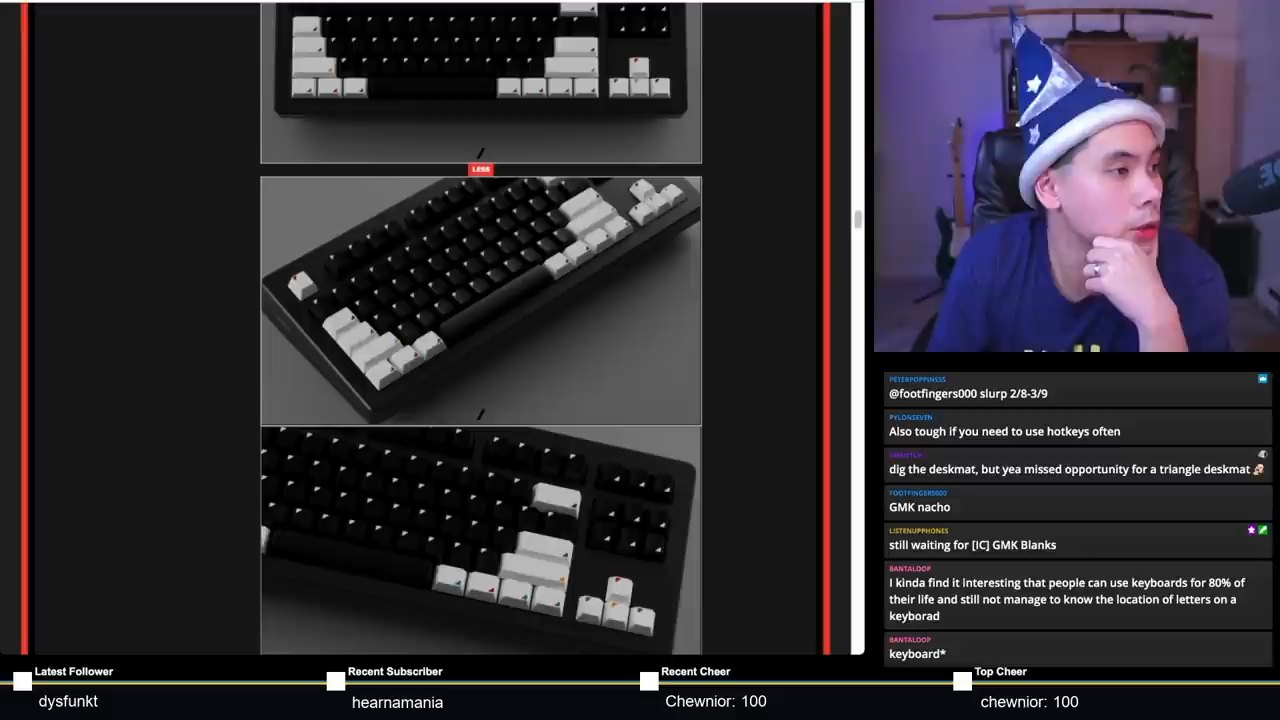 LESS
PETERPOPPINSSS
@footfingers000 slurp 2/8-3/9
PYLONSEVEN
Also tough if you need to use hotkeys often
dig the deskmat, but yea missed opportunity for a triangle deskmat
FOOTFINGERS000
GMK nacho
LISTENUPPHONES
still waiting for [IC] GMK Blanks
BANTALOOP
I kinda find it interesting that people can use keyboards for 80% of
their life and still not manage to know the location of letters on a
keyborad
BANTALOOP
keyboard*
Latest Follower
dysfunkt
Recent Subscriber
hearnamania
Recent Cheer
Chewnior: 100
Top Cheer
chewnior: 100